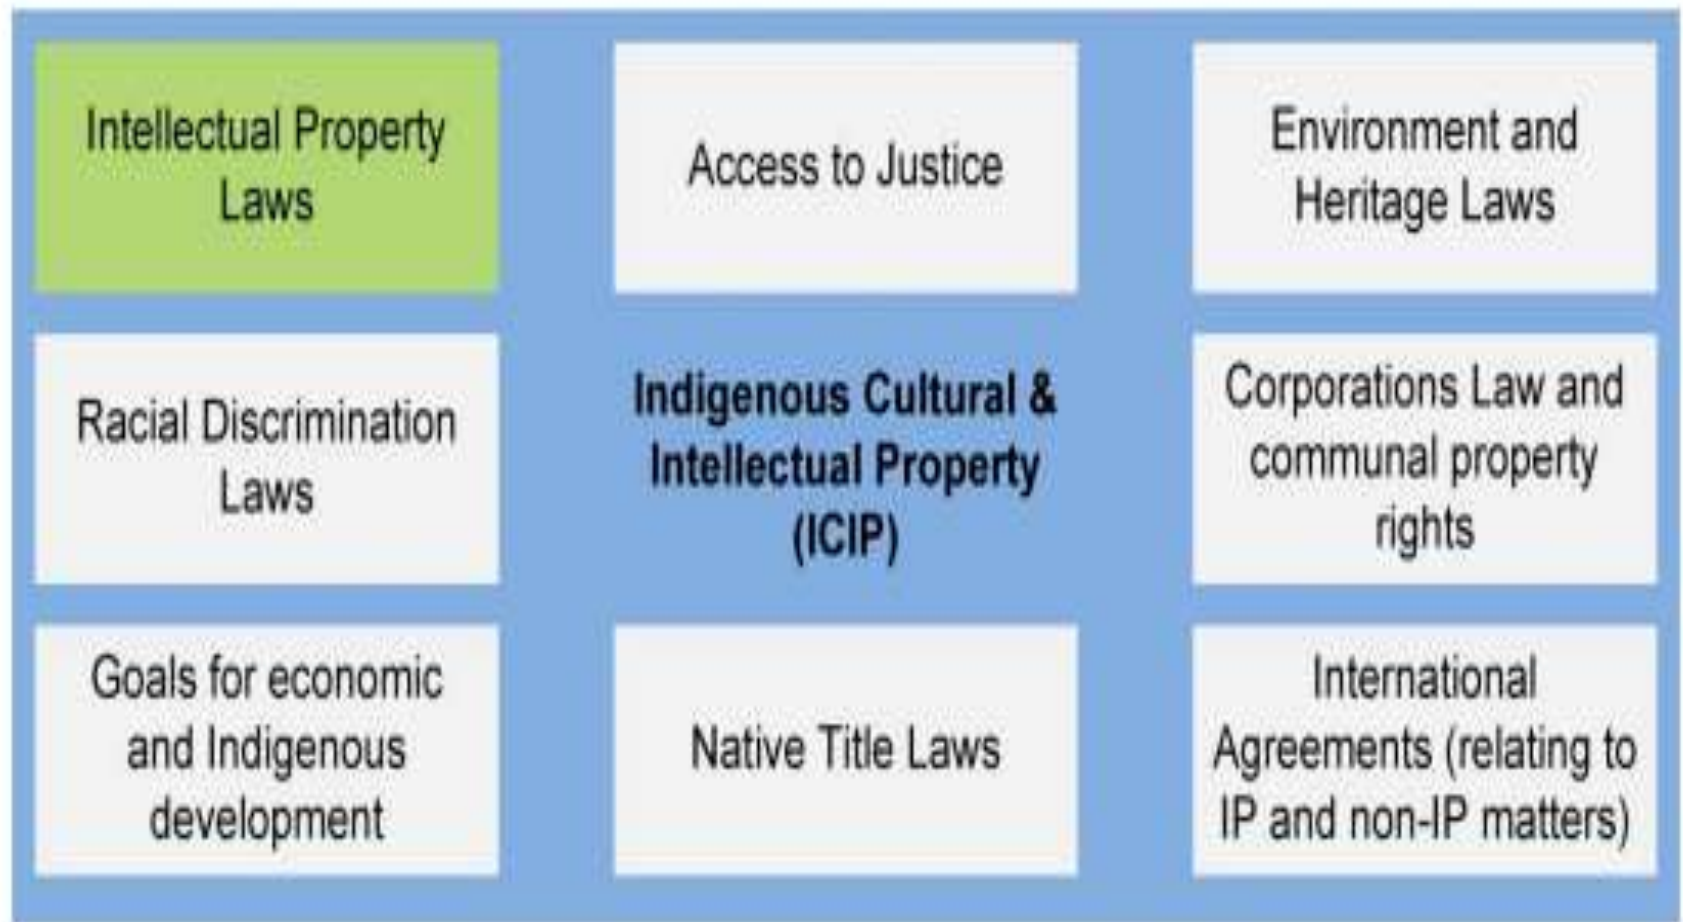 Intellectual Property
Laws
Access to Justice
Environment and
Heritage Laws
Racial Discrimination
Laws
Indigenous Cultural &
Intellectual Property
(ICIP)
Corporations Law and
communal property
rights
Goals for economic
and Indigenous
development
Native Title Laws
International
Agreements (relating to
IP and non-IP matters)